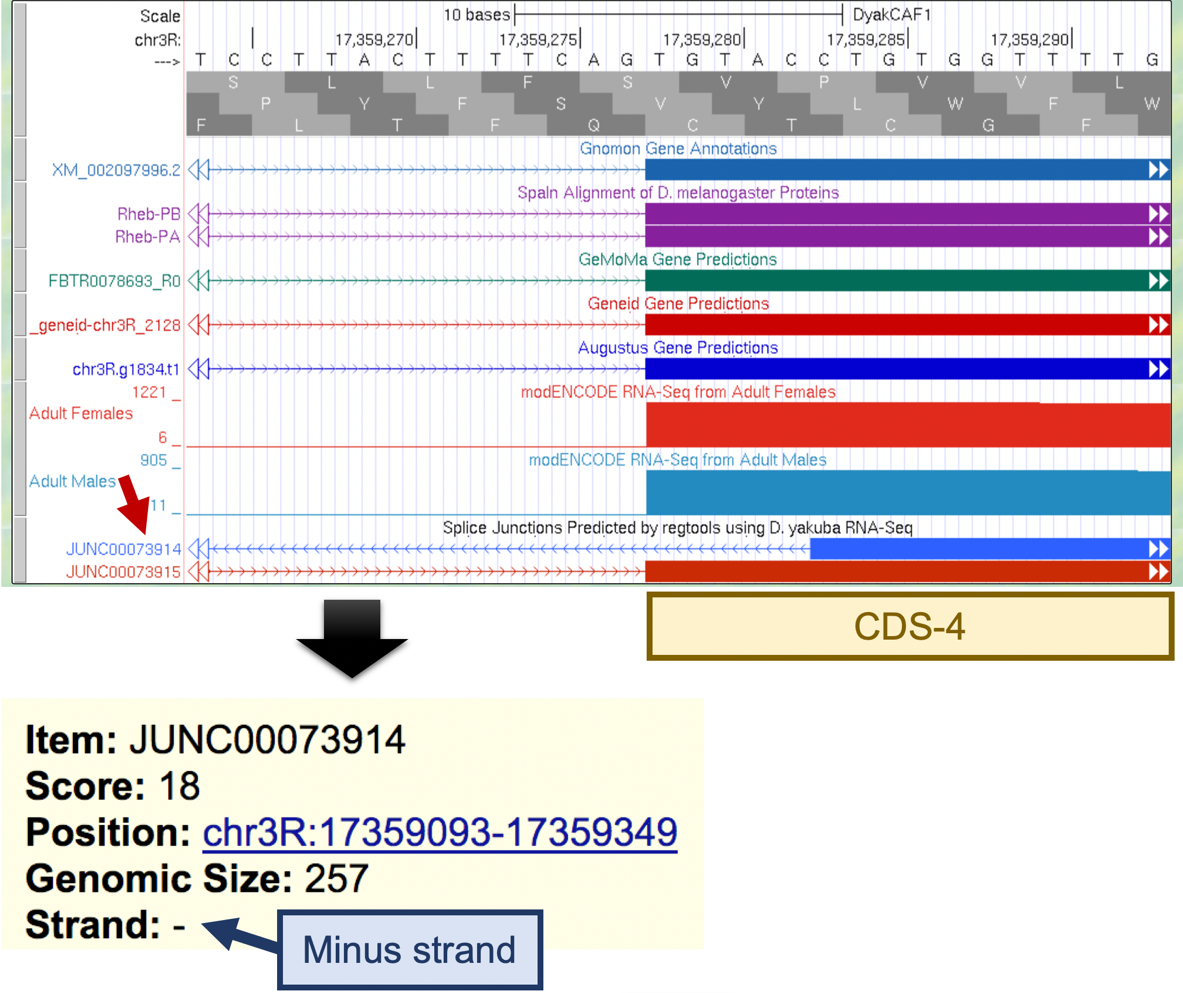 Scale 10 bases DyakCAF1
chr3R: 17,359,270 17,359,275 17,359,280 17,359,285 17,359,290
---> T C C T T A C T T T T C A G T G T A C C T G T G G T T T T G
S L L F S V P V V L
P Y F S V Y L W F W
F L T F Q C T C G F
Gnomon Gene Annotations
XM_002097996.2
Spaln Alignment of D. melanogaster Proteins
Rheb-PB
Rheb-PA
GeMoMa Gene Predictions
FBTR0078693_R0
Geneid Gene Predictions
_geneid-chr3R_2128
Augustus Gene Predictions
chr3R.g1834.t1
1221 _ modENCODE RNA-Seq from Adult Females
Adult Females
6 _
905 _ modENCODE RNA-Seq from Adult Males
Adult Males
11 _
Splice Junctions Predicted by regtools using D. yakuba RNA-Seq
JUNC00073914
JUNC00073915
CDS-4
Item: JUNC00073914
Score: 18
Position: chr3R:17359093-17359349
Genomic Size: 257
Strand: -
Minus strand